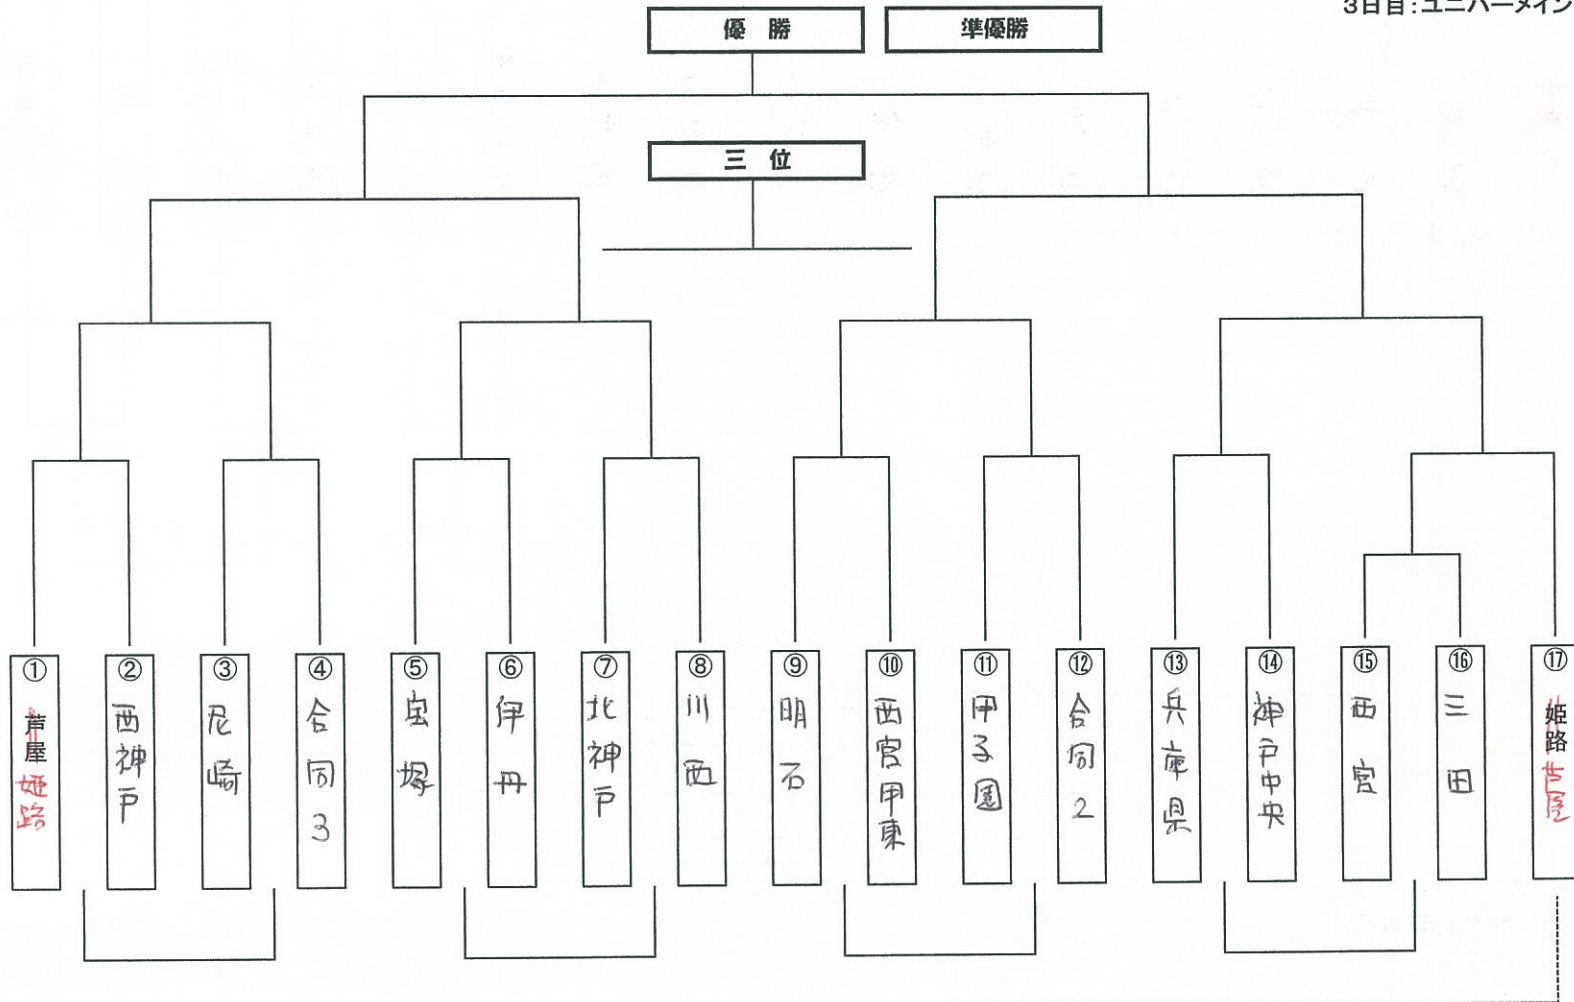 3日目:ユニバーメイン
優勝
準優勝
三位
①
芦屋
姫路
②
西神戸
③
尼崎
④
合同3
⑤
宝塚
⑥
伊丹
⑦
北神戸
⑧
川西
⑨
明石
⑩
西宮甲東
⑪
甲子園
⑫
合同2
⑬
兵庫県
⑭
神戸中央
⑮
西宮
⑯
三田
⑰
姫路
芦屋